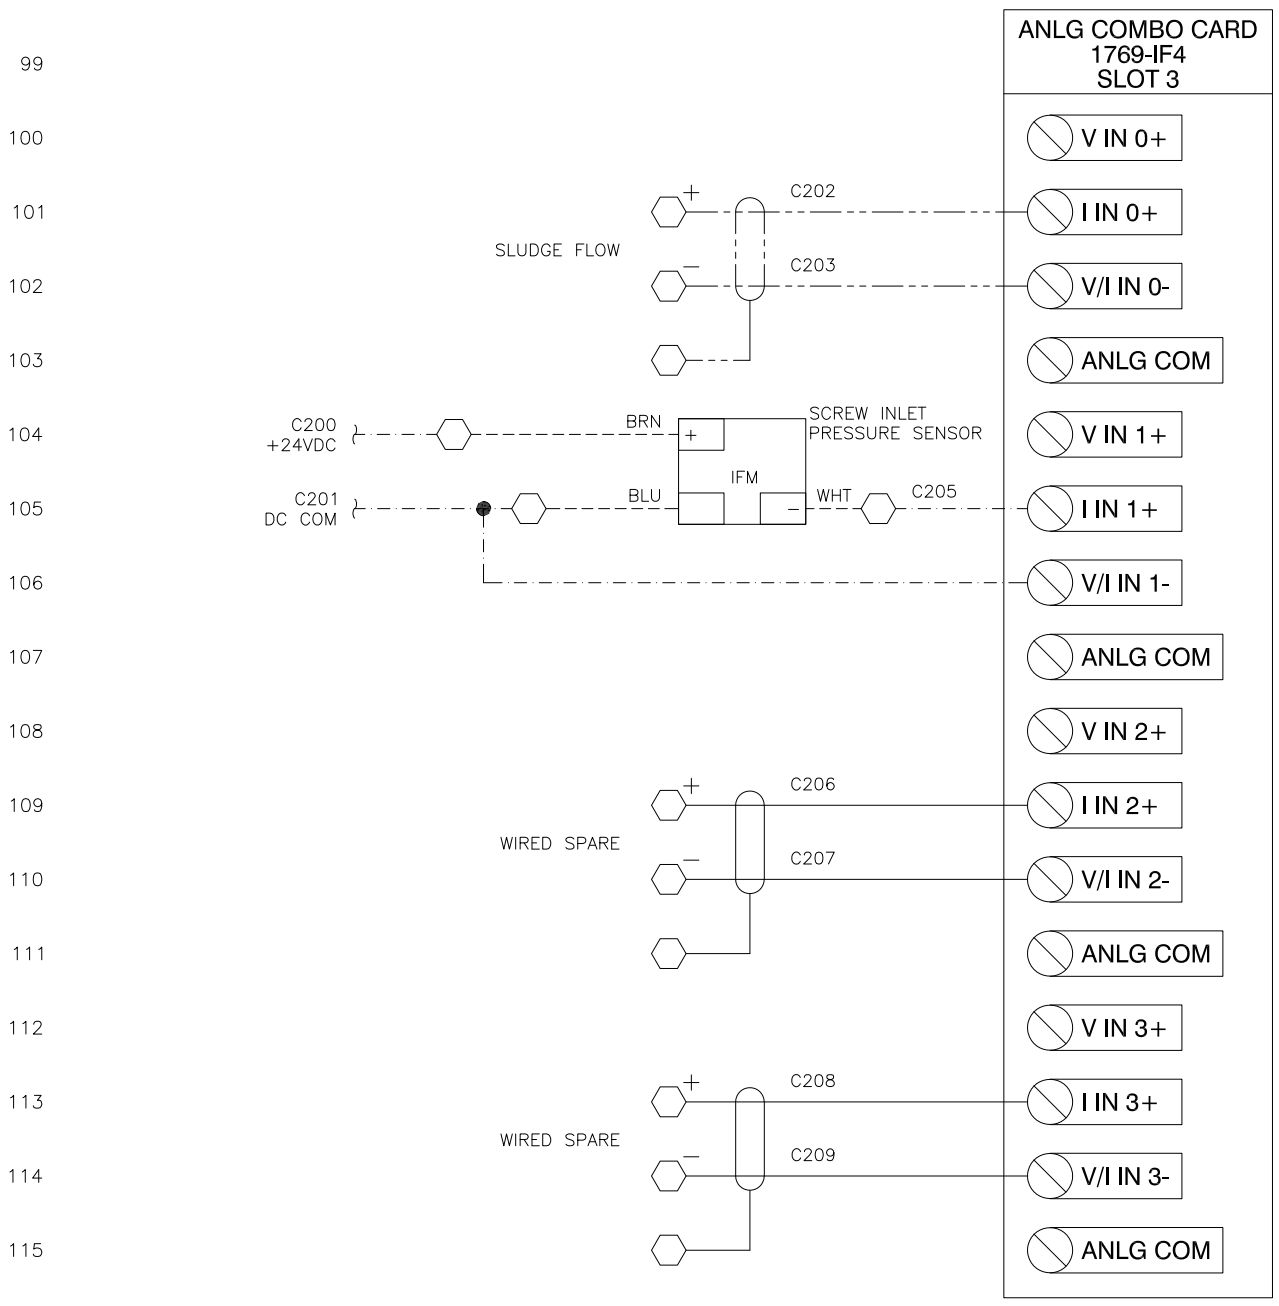 ANLG COMBO CARD
1769-IF4
SLOT 3
99
100
V IN 0+
101
+
C202
I IN 0+
SLUDGE FLOW
102
−
C203
V/I IN 0-
103
ANLG COM
104
C200
+24VDC
BRN
+
SCREW INLET
PRESSURE SENSOR
V IN 1+
IFM
105
C201
DC COM
BLU
−
WHT
C205
I IN 1+
106
V/I IN 1-
107
ANLG COM
108
V IN 2+
109
+
C206
I IN 2+
WIRED SPARE
110
−
C207
V/I IN 2-
111
ANLG COM
112
V IN 3+
113
+
C208
I IN 3+
WIRED SPARE
114
−
C209
V/I IN 3-
115
ANLG COM